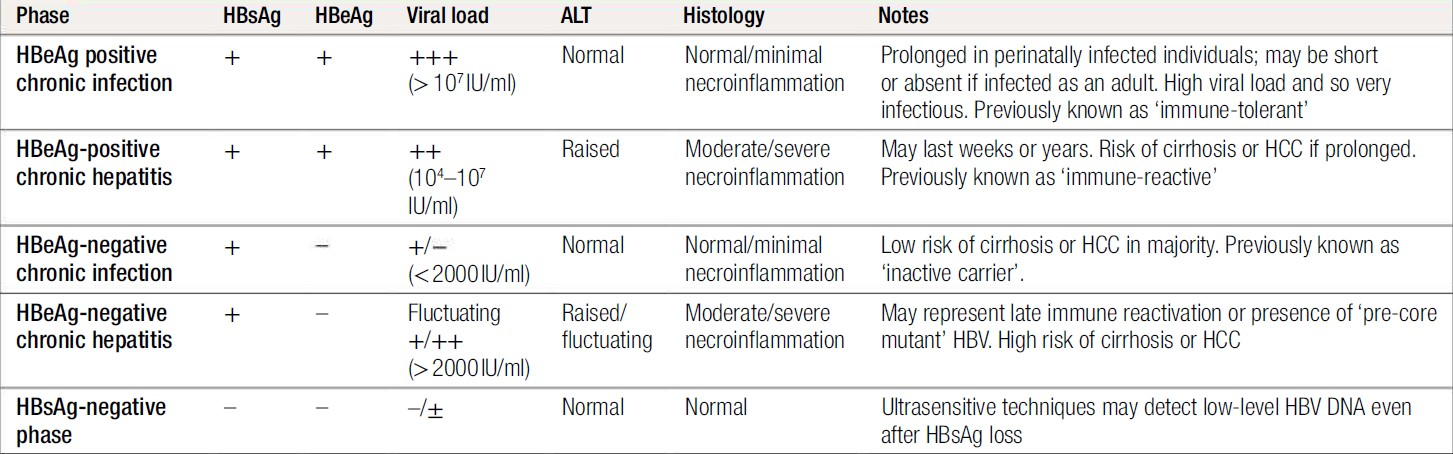 Phase HBsAg HBeAg Viral load ALT Histology Notes
HBeAg positive chronic infection + + +++ (> 10⁷ IU/ml) Normal Normal/minimal necroinflammation Prolonged in perinatally infected individuals; may be short or absent if infected as an adult. High viral load and so very infectious. Previously known as ‘immune-tolerant’
HBeAg-positive chronic hepatitis + + ++ (10⁴–10⁷ IU/ml) Raised Moderate/severe necroinflammation May last weeks or years. Risk of cirrhosis or HCC if prolonged. Previously known as ‘immune-reactive’
HBeAg-negative chronic infection + – +/– (< 2000 IU/ml) Normal Normal/minimal necroinflammation Low risk of cirrhosis or HCC in majority. Previously known as ‘inactive carrier’.
HBeAg-negative chronic hepatitis + – Fluctuating +/++ (> 2000 IU/ml) Raised/ fluctuating Moderate/severe necroinflammation May represent late immune reactivation or presence of ‘pre-core mutant’ HBV. High risk of cirrhosis or HCC
HBsAg-negative phase – – –/± Normal Normal Ultrasensitive techniques may detect low-level HBV DNA even after HBsAg loss